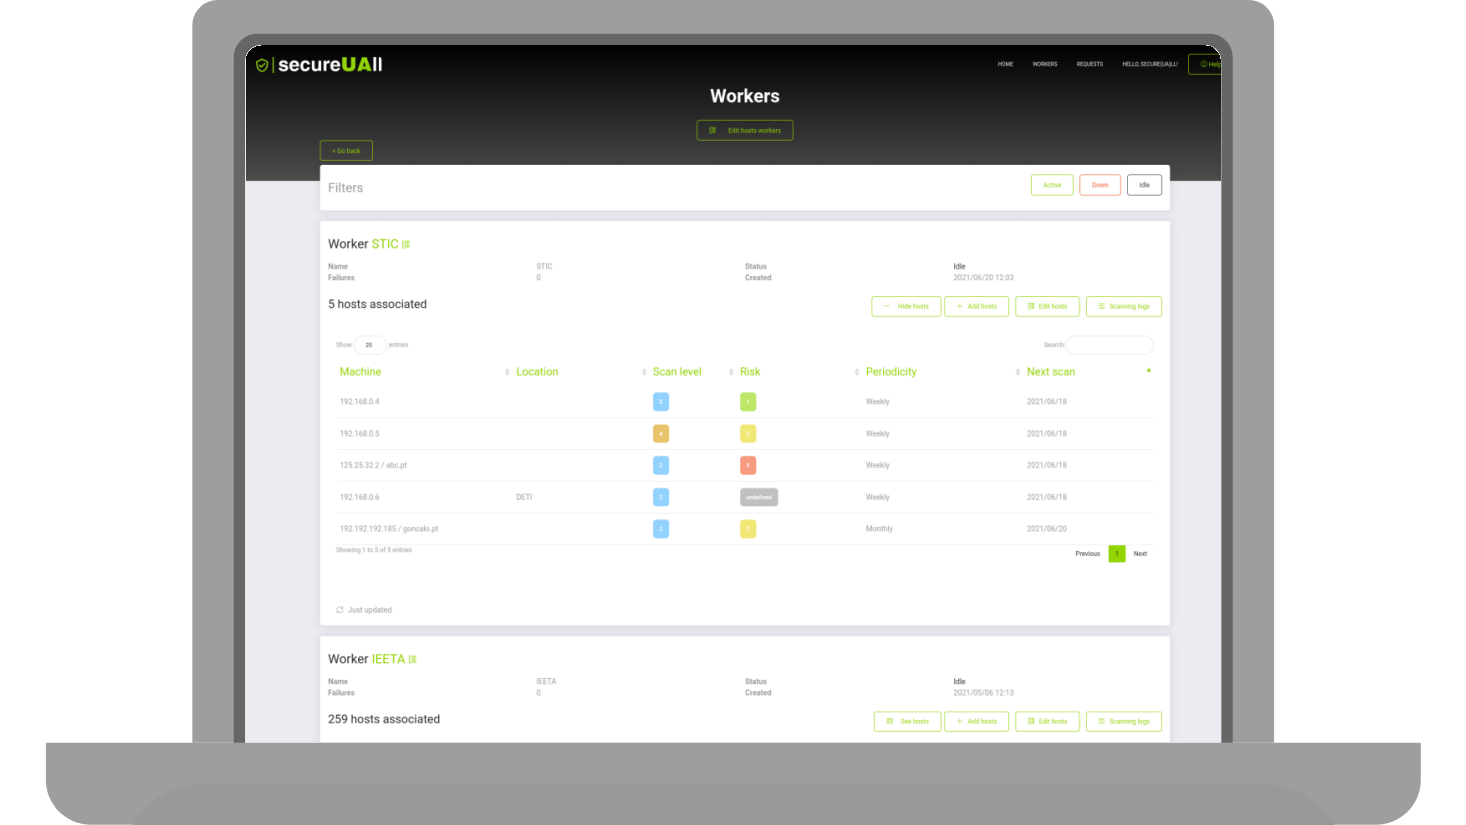 secureUAll
HOME WORKERS REQUESTS HELLO, SECURE(UA)LL! Help
Workers
Edit hosts workers
< Go back
Filters Active Down Idle
Worker STIC
Name STIC Status Idle
Failures 0 Created 2021/06/20 12:03
5 hosts associated Hide hosts Add hosts Edit hosts Scanning logs
Show 25 entries Search:
Machine Location Scan level Risk Periodicity Next scan
192.168.0.4 2 1 Weekly 2021/06/18
192.168.0.5 4 3 Weekly 2021/06/18
125.25.32.2 / abc.pt 2 5 Weekly 2021/06/18
192.168.0.6 DETI 2 undefined Weekly 2021/06/18
192.192.192.185 / goncalo.pt 2 3 Monthly 2021/06/20
Showing 1 to 5 of 5 entries
Previous 1 Next
Just updated
Worker IEETA
Name IEETA Status Idle
Failures 0 Created 2021/05/06 12:13
259 hosts associated See hosts Add hosts Edit hosts Scanning logs